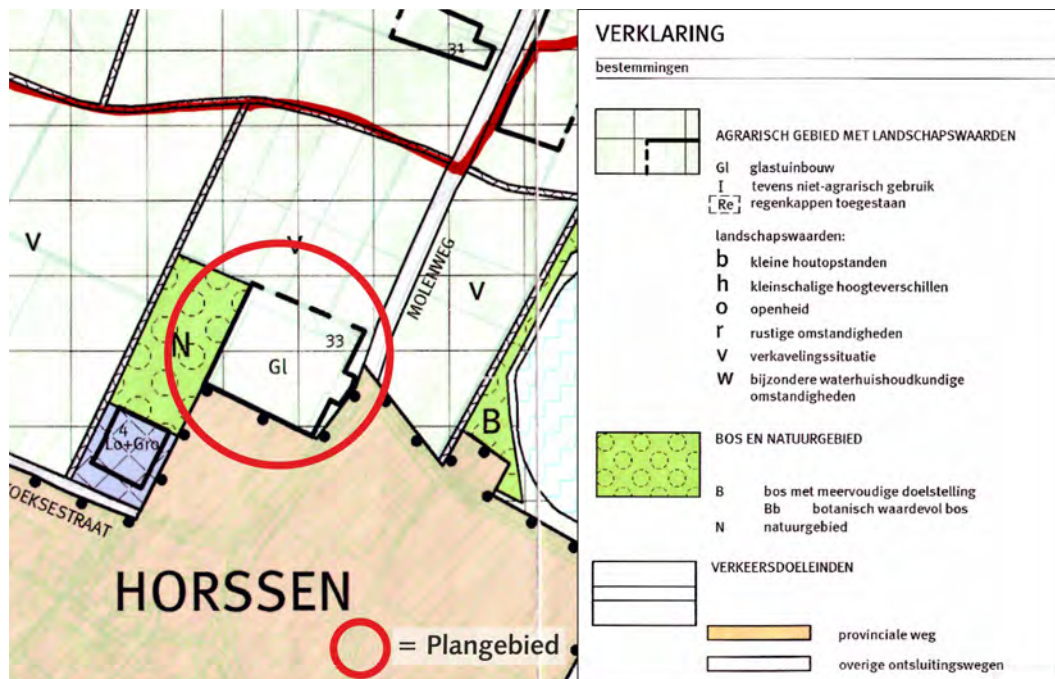 31
V
V
V
MOLENWEG
33
N
Gl
B
4
Lo+Gro
OEKSESTRAAT
HORSSEN
= Plangebied
VERKLARING
bestemmingen
AGRARISCH GEBIED MET LANDSCHAPSWAARDEN
Gl glastuinbouw
I tevens niet-agrarisch gebruik
Re regenkappen toegestaan
landschapswaarden:
b kleine houtopstanden
h kleinschalige hoogteverschillen
o openheid
r rustige omstandigheden
v verkavelingssituatie
w bijzondere waterhuishoudkundige
omstandigheden
BOS EN NATUURGEBIED
B bos met meervoudige doelstelling
Bb botanisch waardevol bos
N natuurgebied
VERKEERSDOELEINDEN
provinciale weg
overige ontsluitingswegen